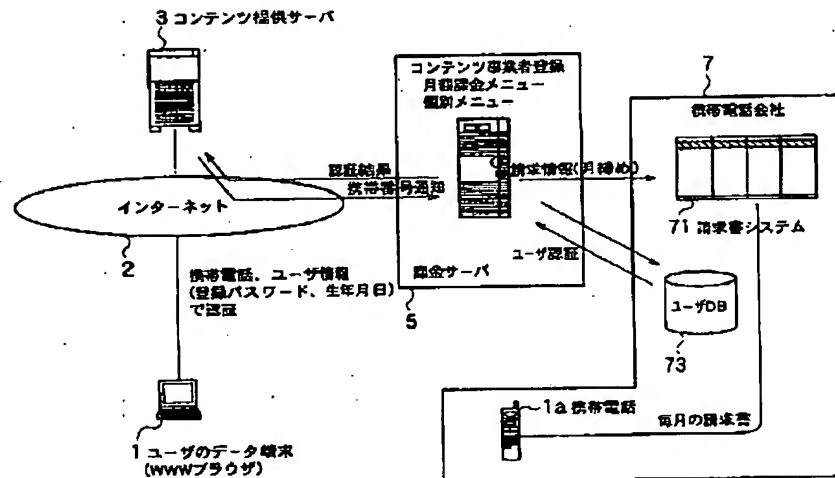 3 コンテンツ提供サーバ
コンテンツ事業者登録
月額課金メニュー
個別メニュー
7
携帯電話会社
認証結果
携帯番号通知
請求情報(月締め)
インターネット
2
71 請求書システム
ユーザ認証
課金サーバ
5
携帯電話、ユーザ情報
(登録パスワード、生年月日)
で認証
ユーザDB
73
1a 携帯電話
毎月の請求書
1 ユーザのデータ端末
(WWWブラウザ)